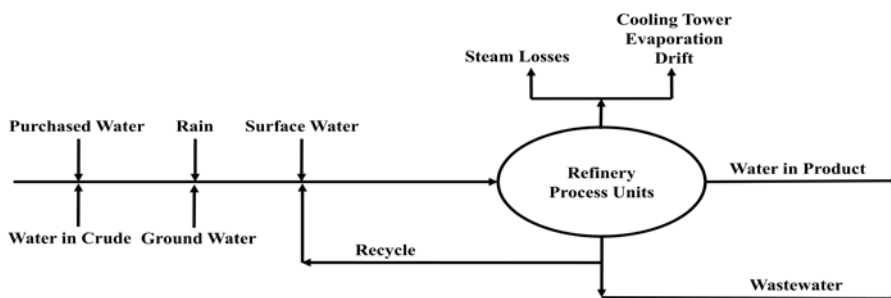 Cooling Tower
Evaporation
Drift
Steam Losses
Purchased Water
Rain
Surface Water
Refinery
Process Units
Water in Product
Water in Crude
Ground Water
Recycle
Wastewater